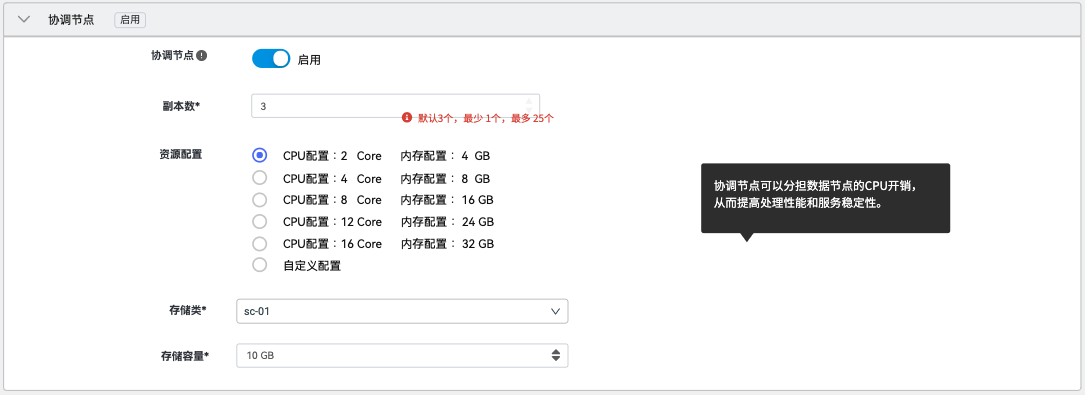 协调节点 启用
协调节点 启用
副本数* 3
默认3个，最少 1个，最多 25个
资源配置 CPU配置：2 Core 内存配置： 4 GB
CPU配置：4 Core 内存配置： 8 GB
CPU配置：8 Core 内存配置： 16 GB
CPU配置：12 Core 内存配置： 24 GB
CPU配置：16 Core 内存配置： 32 GB
自定义配置
协调节点可以分担数据节点的CPU开销，
从而提高处理性能和服务稳定性。
存储类* sc-01
存储容量* 10 GB